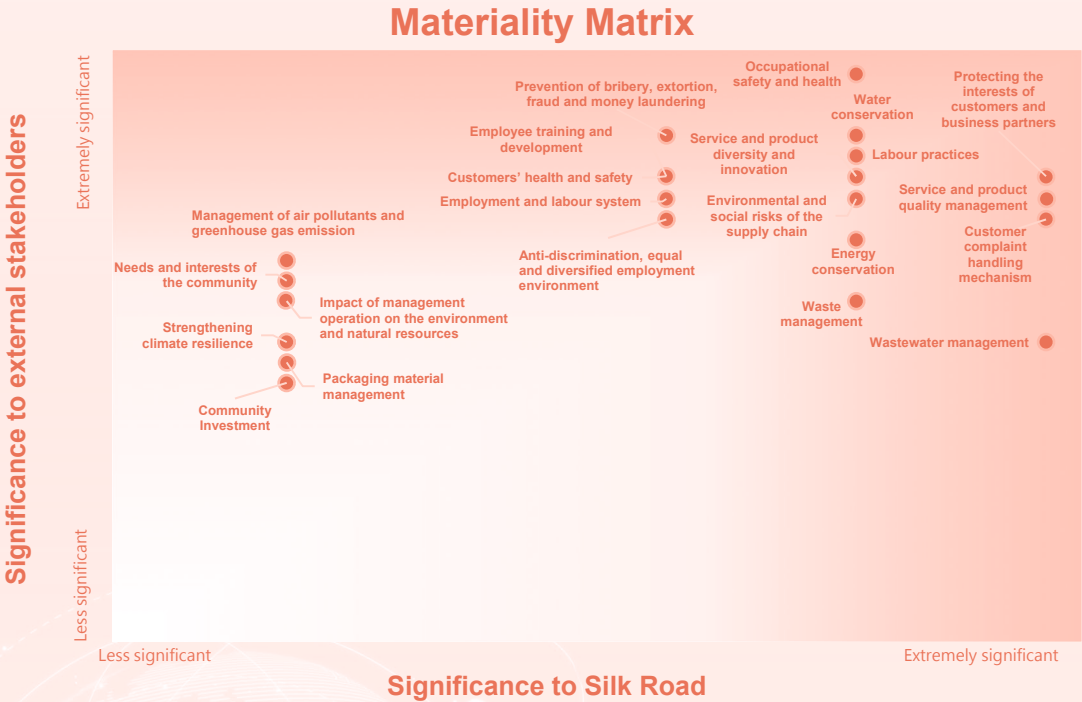 Materiality Matrix
Significance to external stakeholders
Extremely significant
Less significant
Occupational
safety and health
Prevention of bribery, extortion,
fraud and money laundering
Water
conservation
Protecting the
interests of
customers and
business partners
Employee training and
development
Service and product
diversity and
innovation
Labour practices
Customers’ health and safety
Employment and labour system
Environmental and
social risks of the
supply chain
Service and product
quality management
Management of air pollutants and
greenhouse gas emission
Customer
complaint
handling
mechanism
Anti-discrimination, equal
and diversified employment
environment
Energy
conservation
Needs and interests of
the community
Impact of management
operation on the environment
and natural resources
Waste
management
Strengthening
climate resilience
Wastewater management
Packaging material
management
Community
Investment
Less significant
Extremely significant
Significance to Silk Road